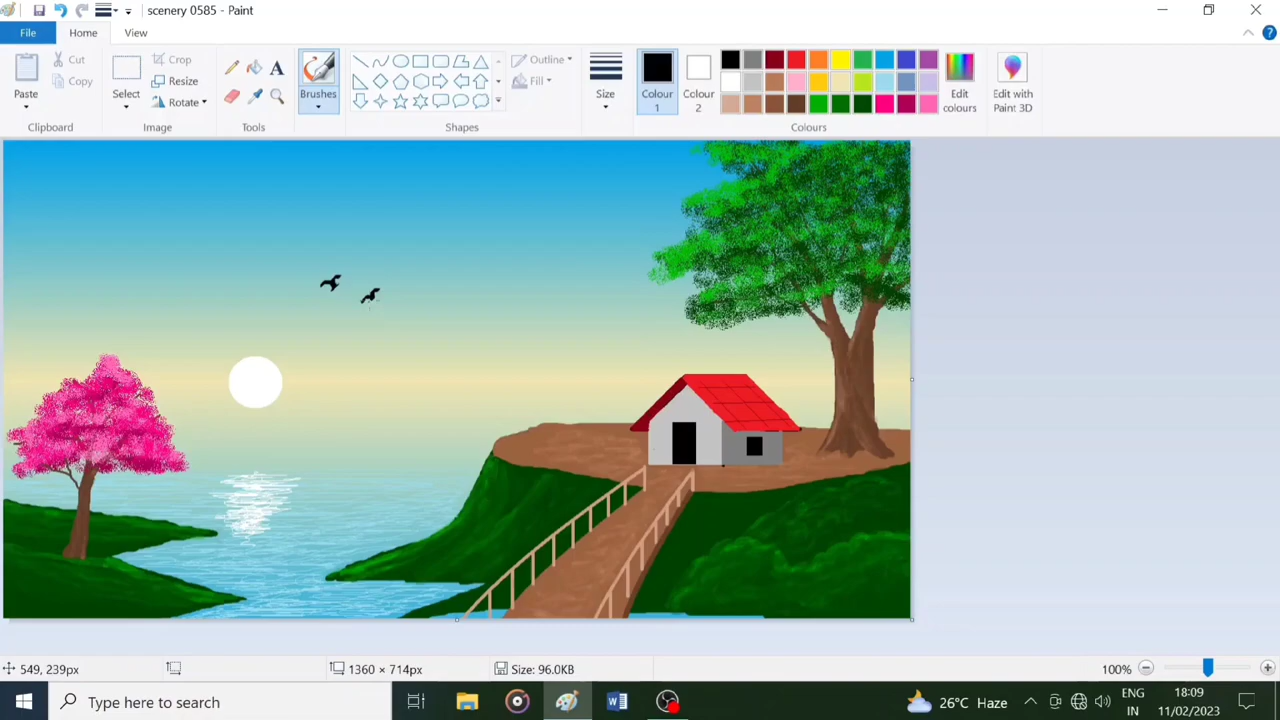 scenery 0585 - Paint
File Home View
Paste
Cut
Copy
Clipboard
Select
Crop
Resize
Rotate
Image
Tools
Brushes
Shapes
Outline
Fill
Size
Colour 1
Colour 2
Edit colours
Colours
Edit with Paint 3D
549, 239px
1360 × 714px
Size: 96.0KB
100%
Type here to search
26°C Haze
ENG
IN
18:09
11/02/2023